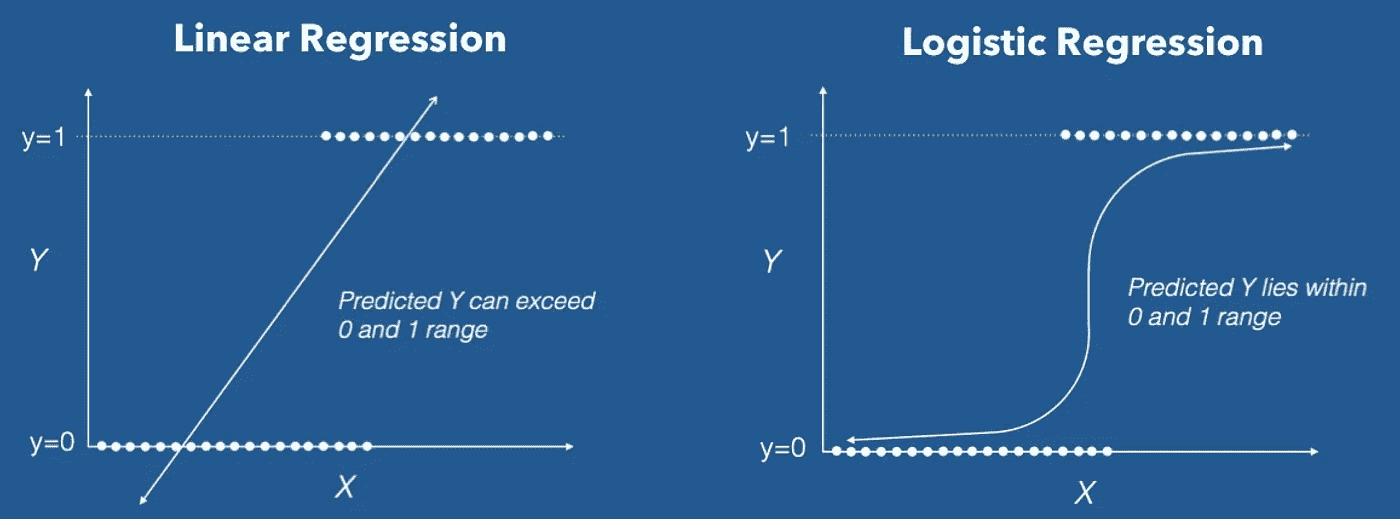 Linear Regression
y=1
Y
Predicted Y can exceed
0 and 1 range
y=0
X
Logistic Regression
y=1
Y
Predicted Y lies within
0 and 1 range
y=0
X